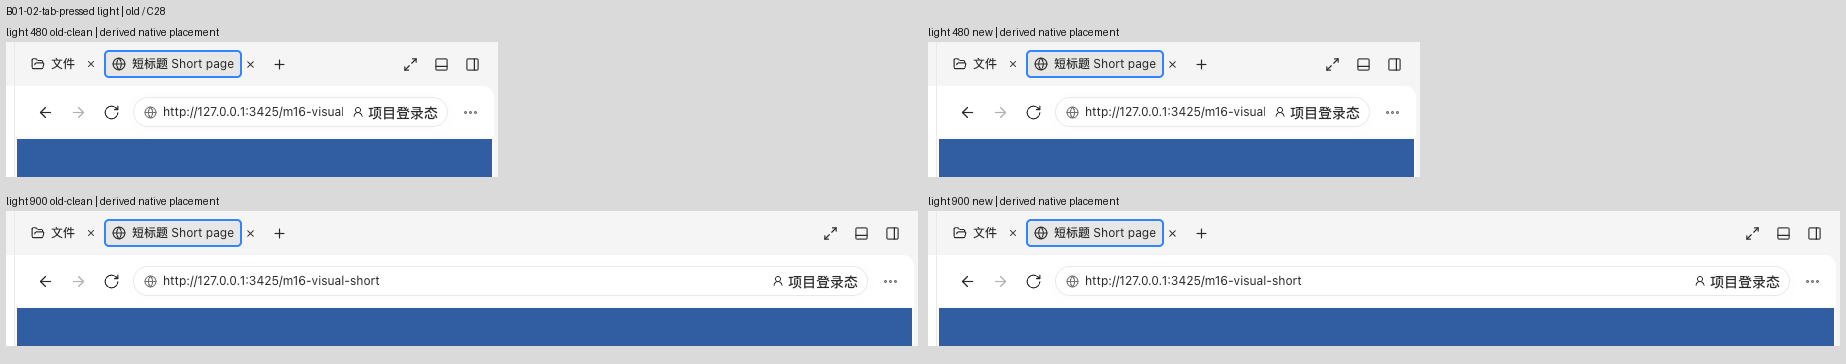 B01-02-tab-pressed light | old / C28
light 480 old-clean | derived native placement
文件 × 短标题 Short page × +
http://127.0.0.1:3425/m16-visual 项目登录态 ...
light 480 new | derived native placement
文件 × 短标题 Short page × +
http://127.0.0.1:3425/m16-visual 项目登录态 ...
light 900 old-clean | derived native placement
文件 × 短标题 Short page × +
http://127.0.0.1:3425/m16-visual-short 项目登录态 ...
light 900 new | derived native placement
文件 × 短标题 Short page × +
http://127.0.0.1:3425/m16-visual-short 项目登录态 ...